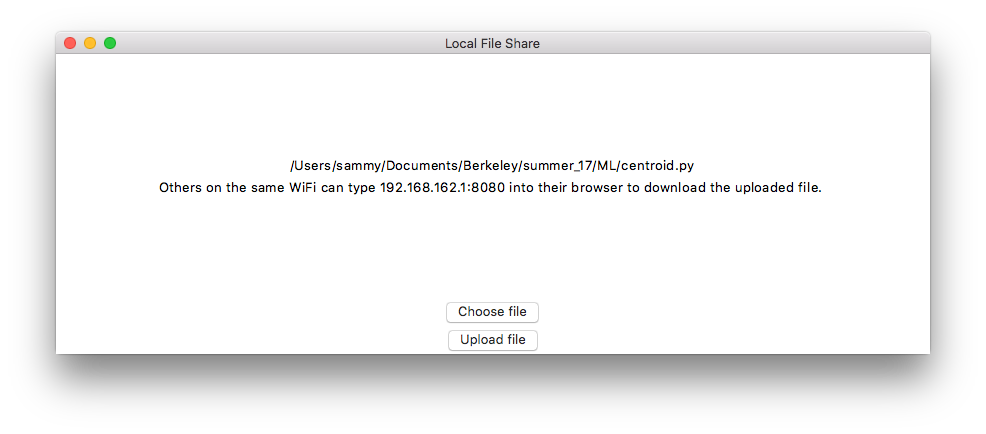 Local File Share
/Users/sammy/Documents/Berkeley/summer_17/ML/centroid.py
Others on the same WiFi can type 192.168.162.1:8080 into their browser to download the uploaded file.
Choose file
Upload file